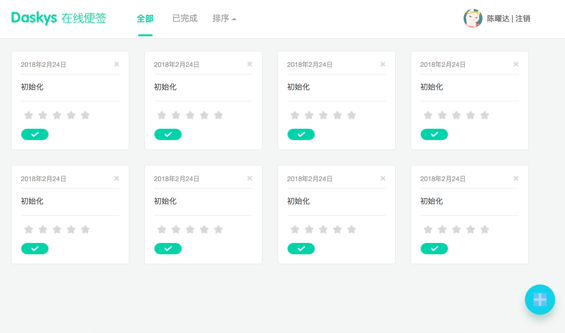 Daskys 在线便签 全部 已完成 排序 陈曜达 | 注销
2018年2月24日 2018年2月24日 2018年2月24日 2018年2月24日
初始化 初始化 初始化 初始化
2018年2月24日 2018年2月24日 2018年2月24日 2018年2月24日
初始化 初始化 初始化 初始化